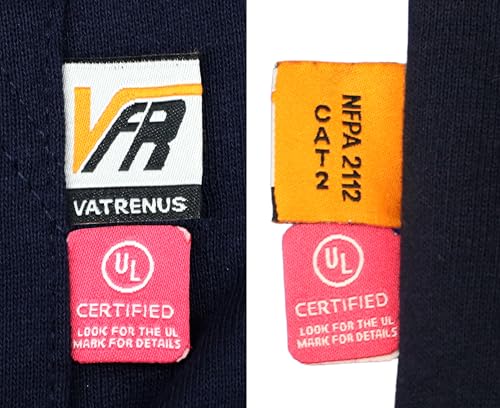 VFR
VATRENUS
UL
CERTIFIED
LOOK FOR THE UL
MARK FOR DETAILS
NFPA 2112
CAT2
UL
CERTIFIED
LOOK FOR THE UL
MARK FOR DETAILS